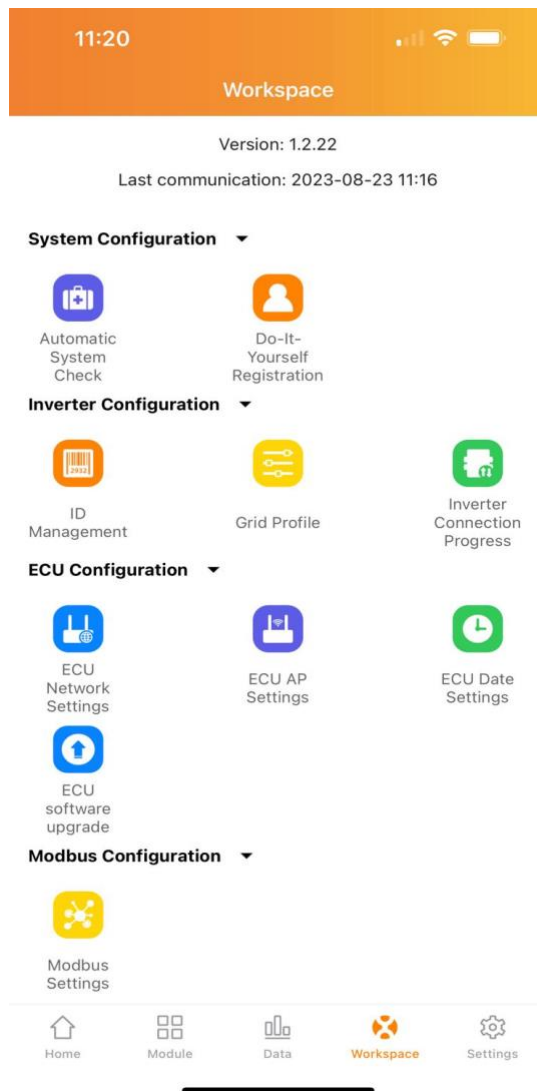 11:20
Workspace
Version: 1.2.22
Last communication: 2023-08-23 11:16
System Configuration
Automatic
System
Check
Do-It-
Yourself
Registration
Inverter Configuration
2932
ID
Management
Grid Profile
Inverter
Connection
Progress
ECU Configuration
ECU
Network
Settings
ECU AP
Settings
ECU Date
Settings
ECU
software
upgrade
Modbus Configuration
Modbus
Settings
Home Module Data Workspace Settings